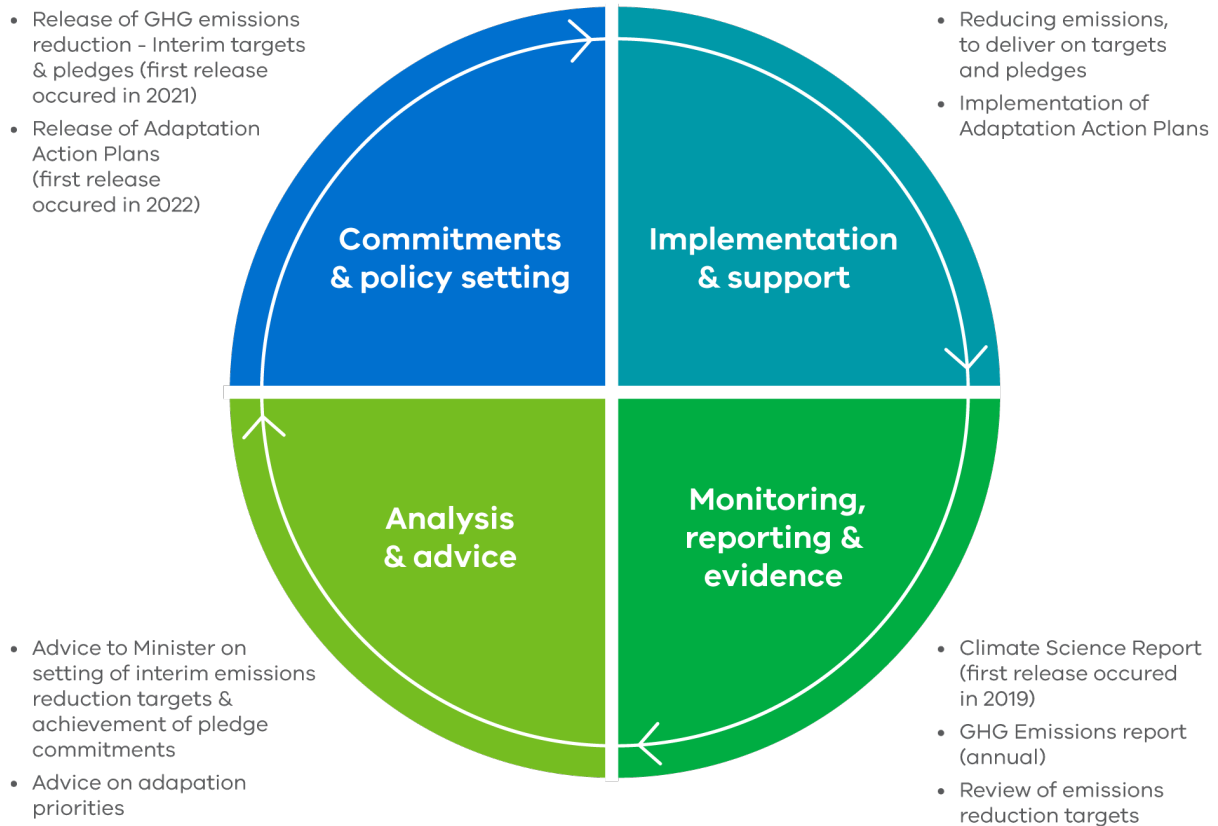 • Release of GHG emissions
reduction - Interim targets
& pledges (first release
occured in 2021)
• Release of Adaptation
Action Plans
(first release
occured in 2022)
Commitments
& policy setting
• Reducing emissions,
to deliver on targets
and pledges
• Implementation of
Adaptation Action Plans
Implementation
& support
Analysis
& advice
• Advice to Minister on
setting of interim emissions
reduction targets &
achievement of pledge
commitments
• Advice on adapation
priorities
Monitoring,
reporting &
evidence
• Climate Science Report
(first release occured
in 2019)
• GHG Emissions report
(annual)
• Review of emissions
reduction targets